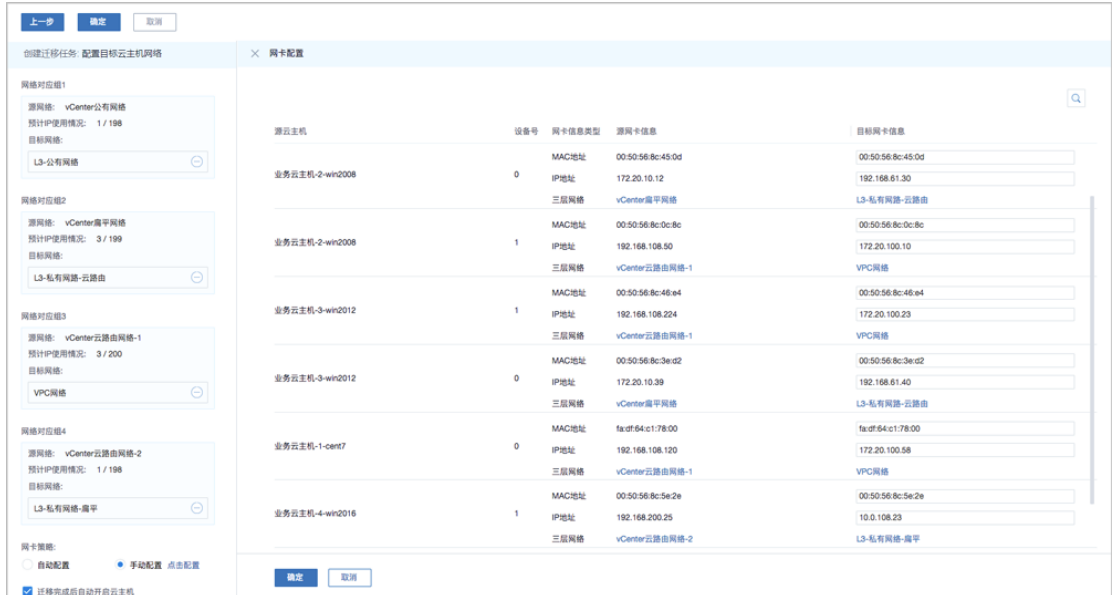 上一步 确定 取消
创建迁移任务: 配置目标云主机网络
网络对应组1
源网络: vCenter公有网络
预计IP使用情况: 1 / 198
目标网络:
L3-公有网络
网络对应组2
源网络: vCenter扁平网络
预计IP使用情况: 3 / 199
目标网络:
L3-私有网路-云路由
网络对应组3
源网络: vCenter云路由网络-1
预计IP使用情况: 3 / 200
目标网络:
VPC网络
网络对应组4
源网络: vCenter云路由网络-2
预计IP使用情况: 1 / 198
目标网络:
L3-私有网络-扁平
网卡策略:
自动配置 手动配置 点击配置
迁移完成后自动开启云主机
网卡配置
源云主机 设备号 网卡信息类型 源网卡信息 目标网卡信息
MAC地址 00:50:56:8c:45:0d 00:50:56:8c:45:0d
业务云主机-2-win2008 0 IP地址 172.20.10.12 192.168.61.30
三层网络 vCenter扁平网络 L3-私有网路-云路由
MAC地址 00:50:56:8c:0c:8c 00:50:56:8c:0c:8c
业务云主机-2-win2008 1 IP地址 192.168.108.50 172.20.100.10
三层网络 vCenter云路由网络-1 VPC网络
MAC地址 00:50:56:8c:46:e4 00:50:56:8c:46:e4
业务云主机-3-win2012 1 IP地址 192.168.108.224 172.20.100.23
三层网络 vCenter云路由网络-1 VPC网络
MAC地址 00:50:56:8c:3e:d2 00:50:56:8c:3e:d2
业务云主机-3-win2012 0 IP地址 172.20.10.39 192.168.61.40
三层网络 vCenter扁平网络 L3-私有网路-云路由
MAC地址 fa:df:64:c1:78:00 fa:df:64:c1:78:00
业务云主机-1-cent7 0 IP地址 192.168.108.120 172.20.100.58
三层网络 vCenter云路由网络-1 VPC网络
MAC地址 00:50:56:8c:5e:2e 00:50:56:8c:5e:2e
业务云主机-4-win2016 1 IP地址 192.168.200.25 10.0.108.23
三层网络 vCenter云路由网络-2 L3-私有网络-扁平
确定 取消